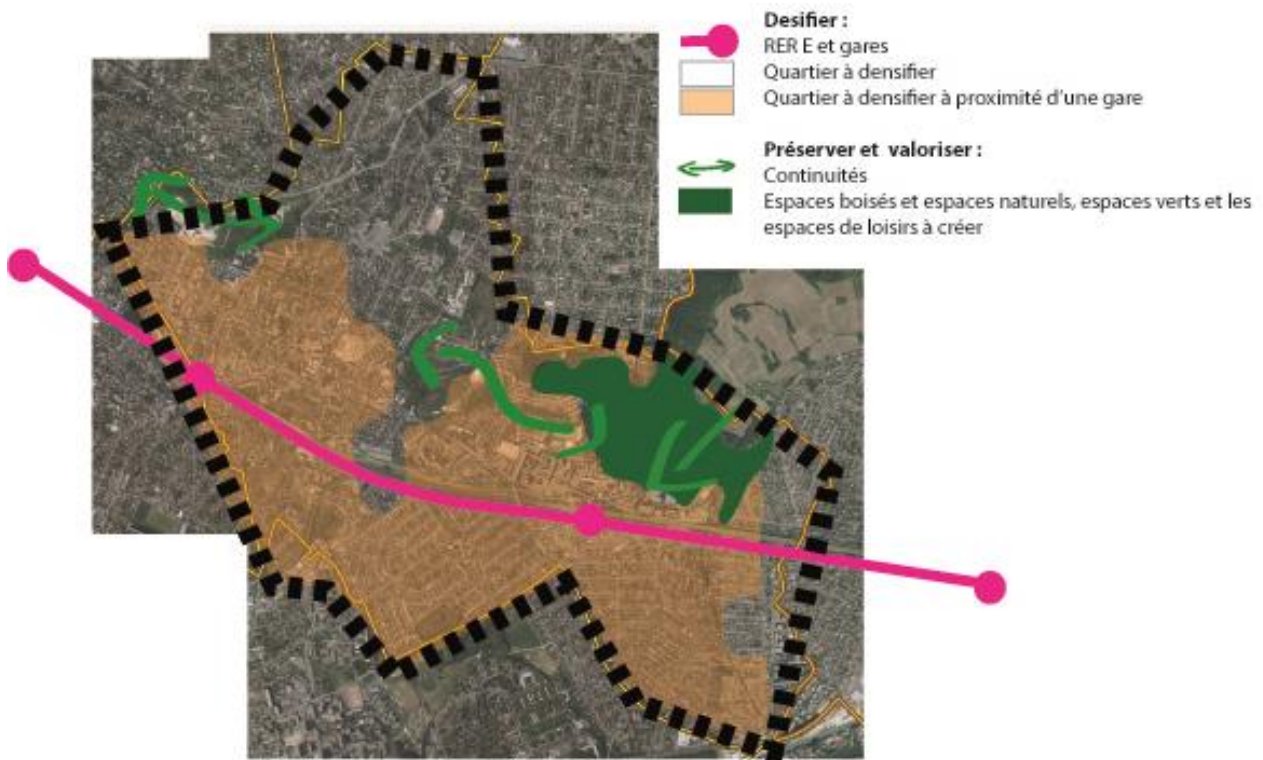 Desifier :
RER E et gares
Quartier à densifier
Quartier à densifier à proximité d'une gare
Préserver et valoriser :
Continuités
Espaces boisés et espaces naturels, espaces verts et les
espaces de loisirs à créer